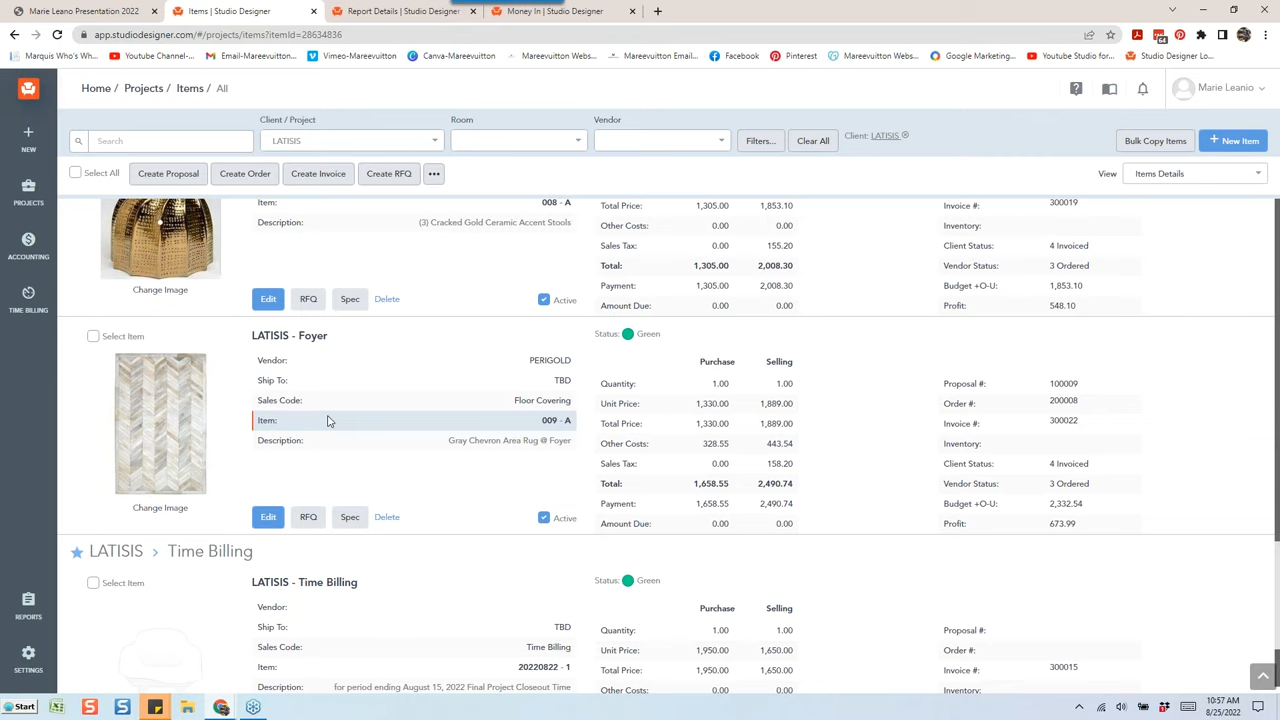 Marie Leano Presentation 2022
Items | Studio Designer
Report Details | Studio Designer
Money In | Studio Designer
app.studiodesigner.com/#/projects/items?itemId=28634836
Marquis Who's Wh...
Youtube Channel-...
Email-Mareevuitton...
Vimeo-Mareevuitton
Canva-Mareevuitton
Mareevuitton Webs...
Mareevuitton Email...
Facebook
Pinterest
Mareevuitton Webs...
Google Marketing...
Youtube Studio for...
Studio Designer Lo...
Home / Projects / Items / All
Marie Leanio
NEW
PROJECTS
ACCOUNTING
TIME BILLING
REPORTS
SETTINGS
Client / Project
Room
Vendor
Search
LATISIS
Filters...
Clear All
Client: LATISIS
Bulk Copy Items
+ New Item
Select All
Create Proposal
Create Order
Create Invoice
Create RFQ
•••
View
Items Details
Item: 008 - A
Description: (3) Cracked Gold Ceramic Accent Stools
Change Image
Edit RFQ Spec Delete
Active
Total Price: 1,305.00 1,853.10
Other Costs: 0.00 0.00
Sales Tax: 0.00 155.20
Total: 1,305.00 2,008.30
Payment: 1,305.00 2,008.30
Amount Due: 0.00 0.00
Invoice #: 300019
Inventory:
Client Status: 4 Invoiced
Vendor Status: 3 Ordered
Budget +O-U: 1,853.10
Profit: 548.10
Select Item
LATISIS - Foyer
Status: Green
Vendor: PERIGOLD
Ship To: TBD
Sales Code: Floor Covering
Item: 009 - A
Description: Gray Chevron Area Rug @ Foyer
Change Image
Edit RFQ Spec Delete
Active
Purchase Selling
Quantity: 1.00 1.00
Unit Price: 1,330.00 1,889.00
Total Price: 1,330.00 1,889.00
Other Costs: 328.55 443.54
Sales Tax: 0.00 158.20
Total: 1,658.55 2,490.74
Payment: 1,658.55 2,490.74
Amount Due: 0.00 0.00
Proposal #: 100009
Order #: 200008
Invoice #: 300022
Inventory:
Client Status: 4 Invoiced
Vendor Status: 3 Ordered
Budget +O-U: 2,332.54
Profit: 673.99
LATISIS > Time Billing
Select Item
LATISIS - Time Billing
Status: Green
Vendor:
Ship To: TBD
Sales Code: Time Billing
Item: 20220822 - 1
Description: for period ending August 15, 2022 Final Project Closeout Time
Purchase Selling
Quantity: 1.00 1.00
Unit Price: 1,950.00 1,650.00
Total Price: 1,950.00 1,650.00
Other Costs: 0.00 0.00
Proposal #:
Order #:
Invoice #: 300015
Inventory:
Start
10:57 AM
8/25/2022